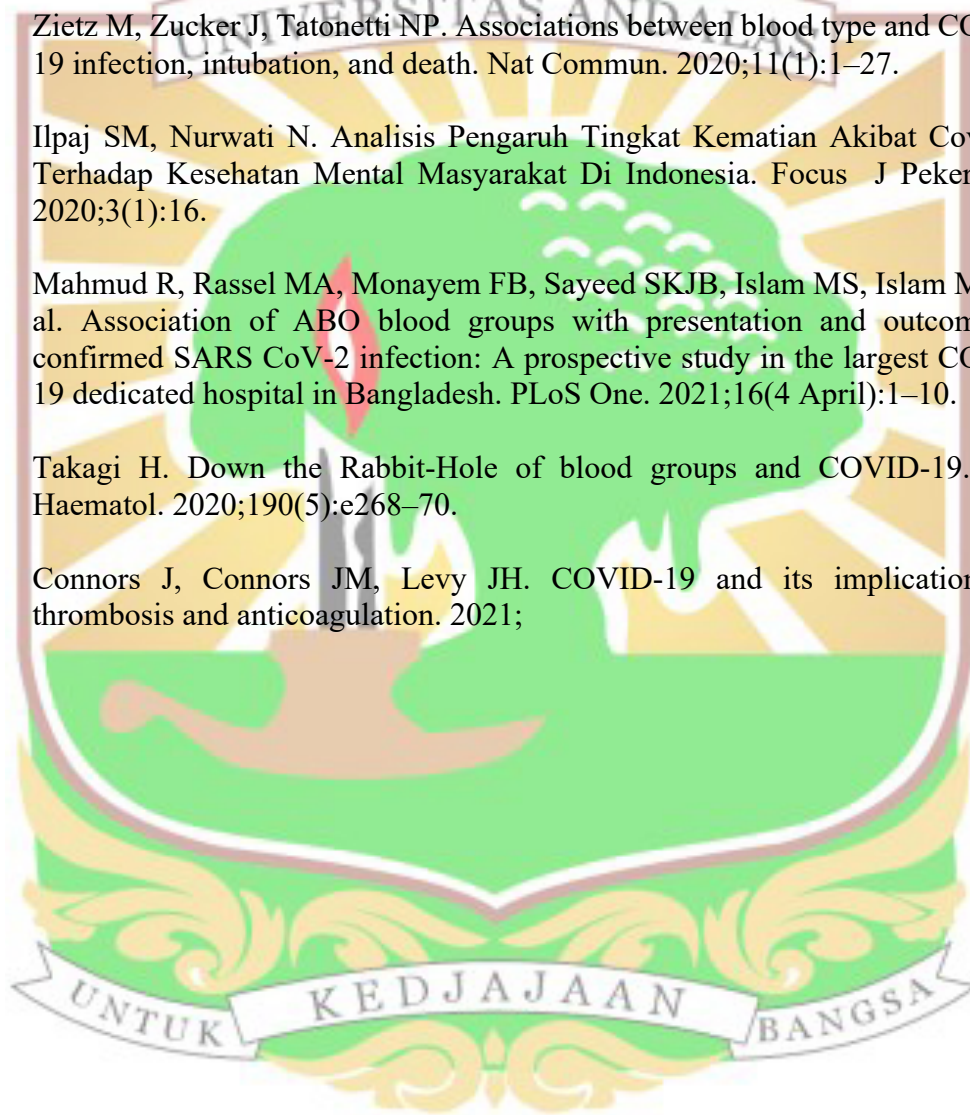 UNIVERSITAS ANDALAS
Zietz M, Zucker J, Tatonetti NP. Associations between blood type and CO
19 infection, intubation, and death. Nat Commun. 2020;11(1):1–27.
Ilpaj SM, Nurwati N. Analisis Pengaruh Tingkat Kematian Akibat Cov
Terhadap Kesehatan Mental Masyarakat Di Indonesia. Focus J Peker
2020;3(1):16.
Mahmud R, Rassel MA, Monayem FB, Sayeed SKJB, Islam MS, Islam M
al. Association of ABO blood groups with presentation and outcom
confirmed SARS CoV-2 infection: A prospective study in the largest CO
19 dedicated hospital in Bangladesh. PLoS One. 2021;16(4 April):1–10.
Takagi H. Down the Rabbit-Hole of blood groups and COVID-19.
Haematol. 2020;190(5):e268–70.
Connors J, Connors JM, Levy JH. COVID-19 and its implication
thrombosis and anticoagulation. 2021;
UNTUK KEDJAJAAN BANGSA